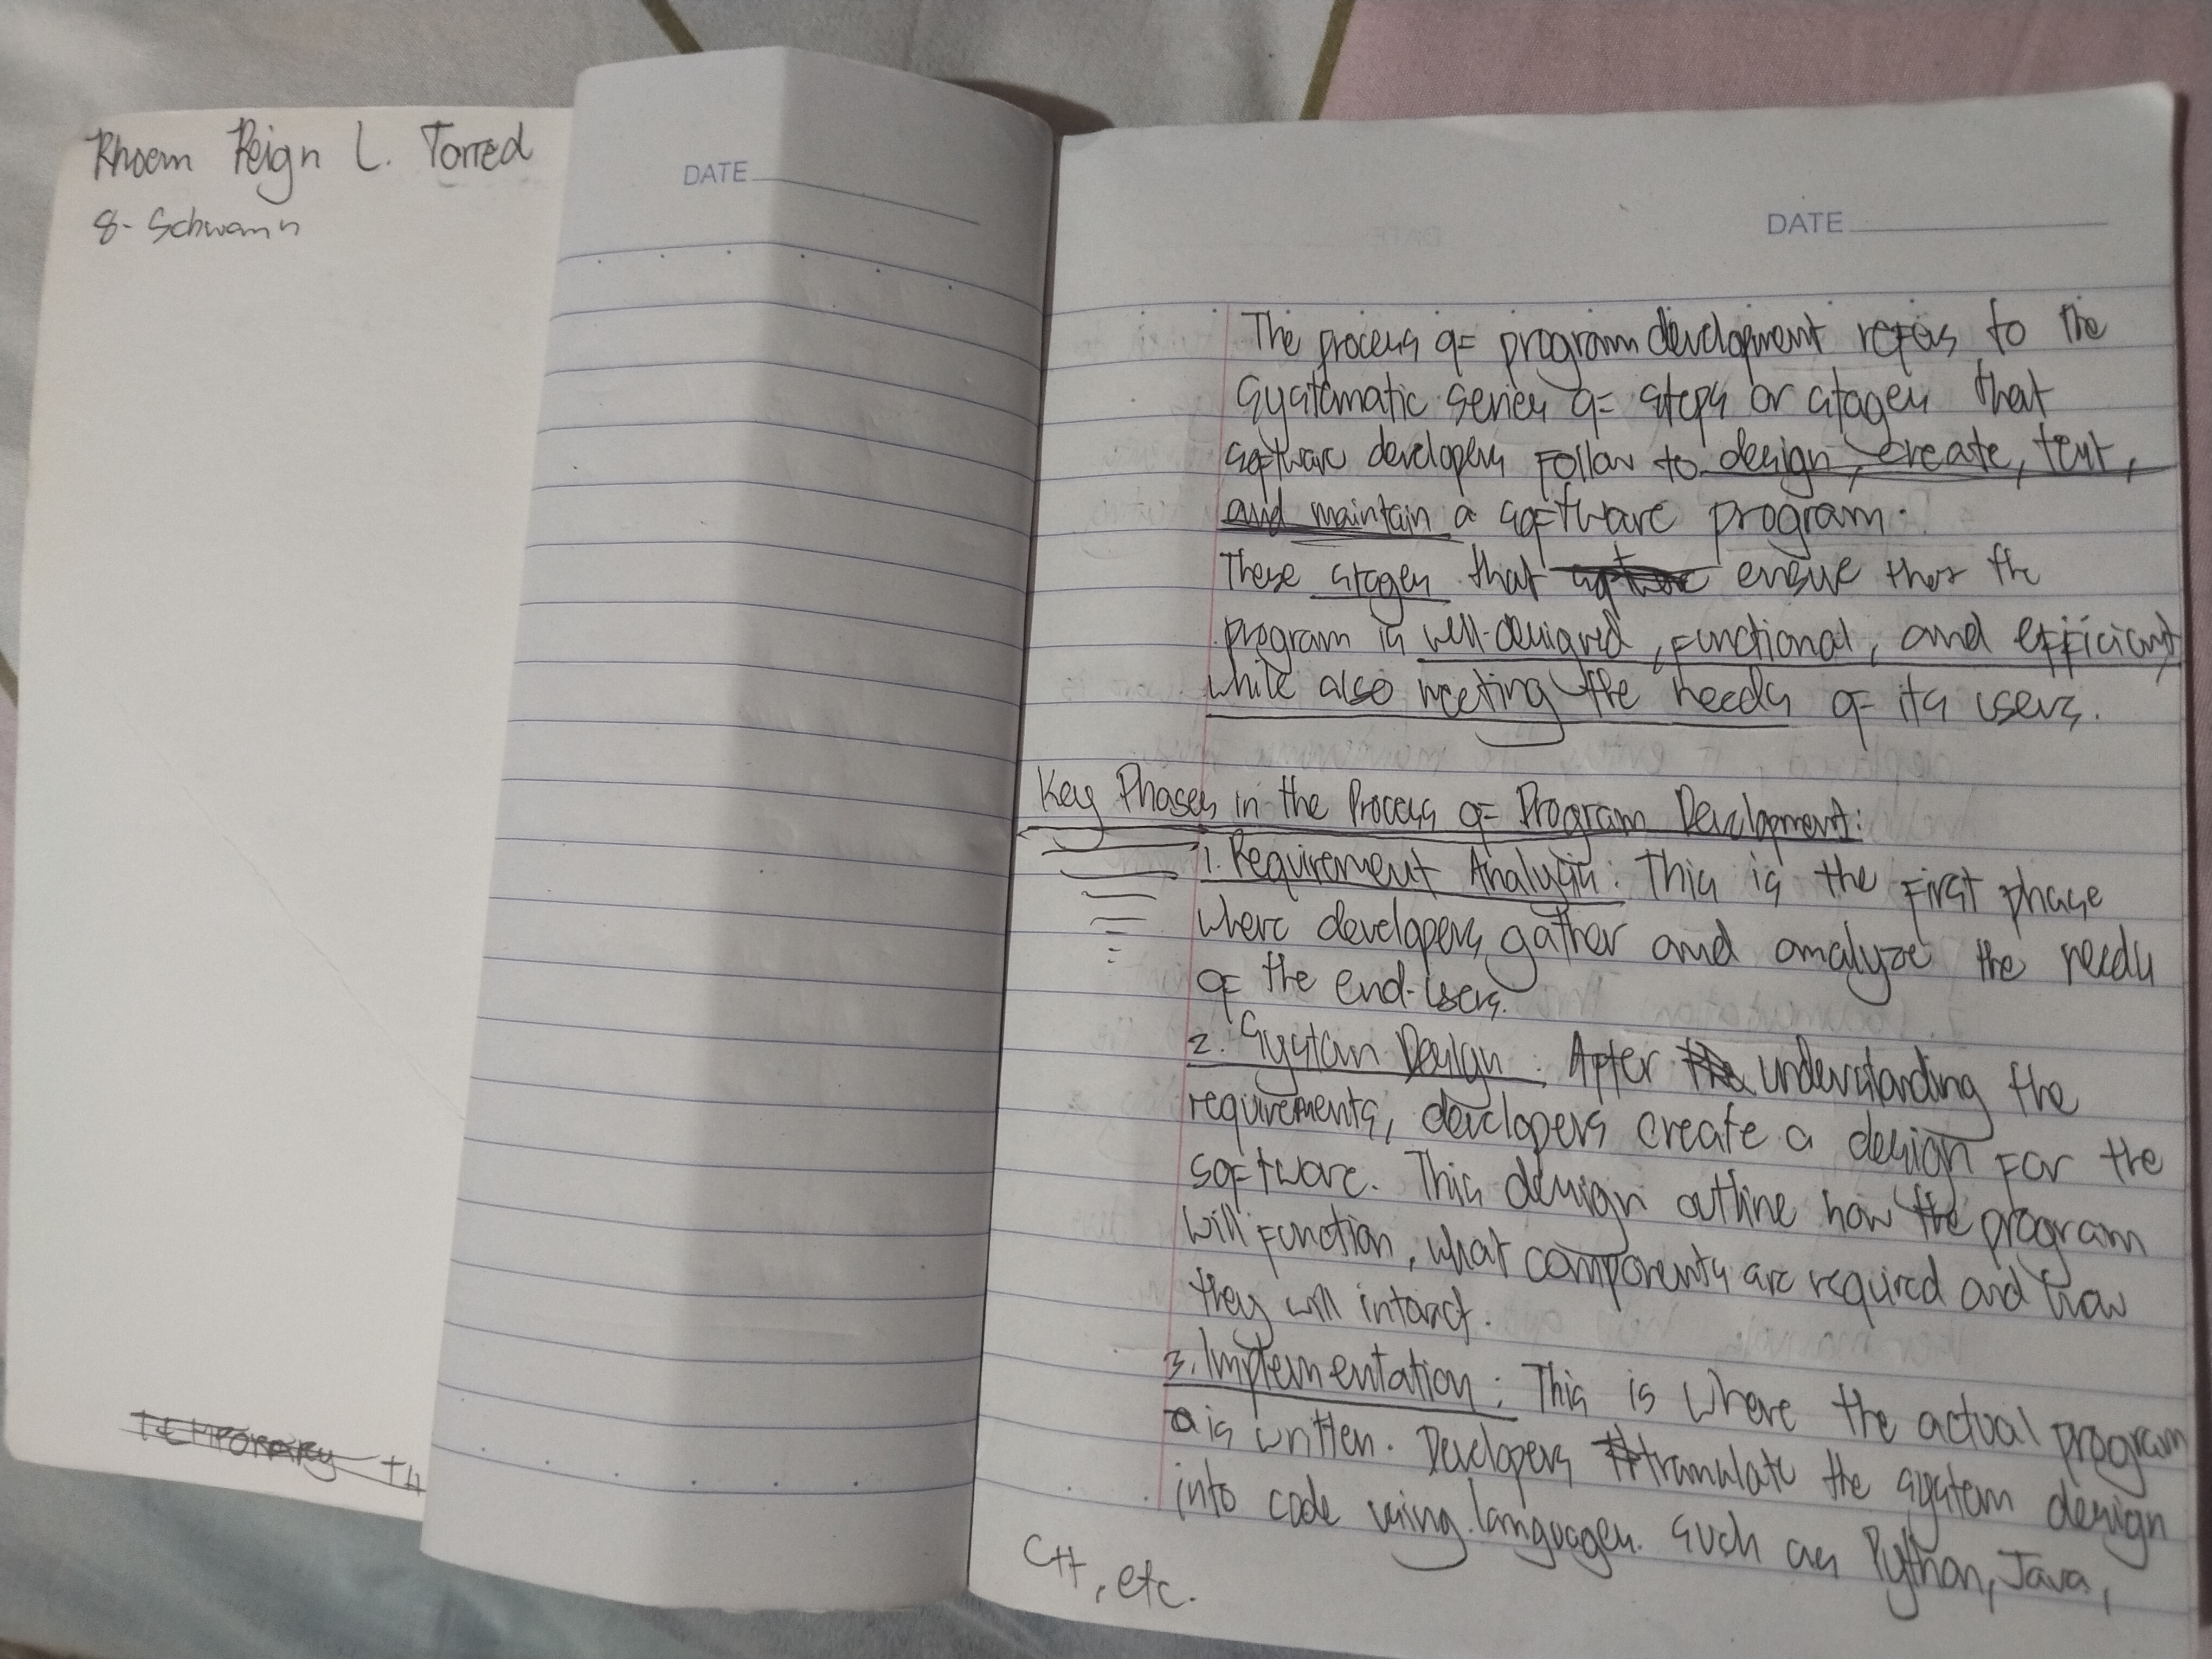 Rhoem Reign L. Torred
8- Schwann
TEMPORARY
DATE
DATE
The process of program development refers to the
systematic series of steps or stages that
software developers follow to design, create, test,
and maintain a software program.
These stages that software ensue that the
program is well-designed, functional, and efficient
while also meeting the needs of its users.
Key Phases in the Process of Program Development:
1. Requirement Analysis: This is the first phase
where developers gather and analyze the needs
of the end-users.
2. System Design: After the understanding the
requirements, developers create a design for the
software. This design outline how the program
will function, what components are required and how
they will intract.
3. Implementation: This is where the actual program
a is written. Developers translate the system design
into code using languages. such as Python, Java,
C++, etc.